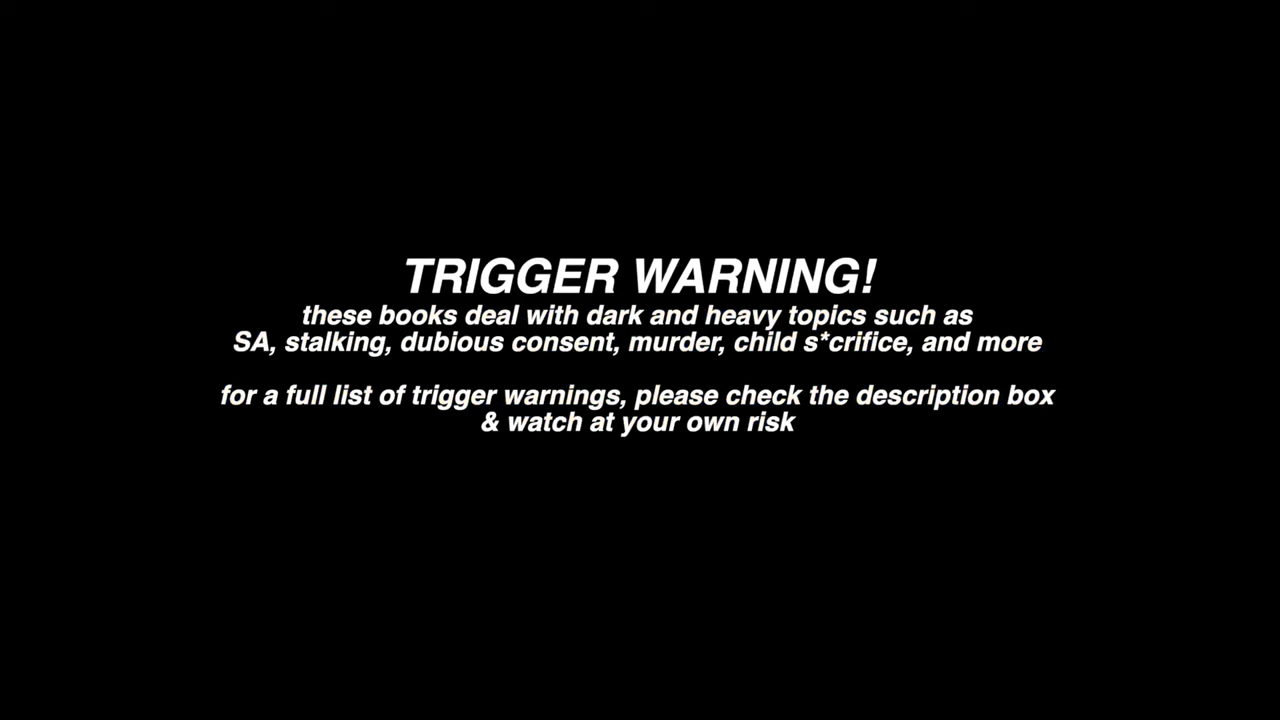 TRIGGER WARNING!
these books deal with dark and heavy topics such as
SA, stalking, dubious consent, murder, child s*crifice, and more
for a full list of trigger warnings, please check the description box
& watch at your own risk